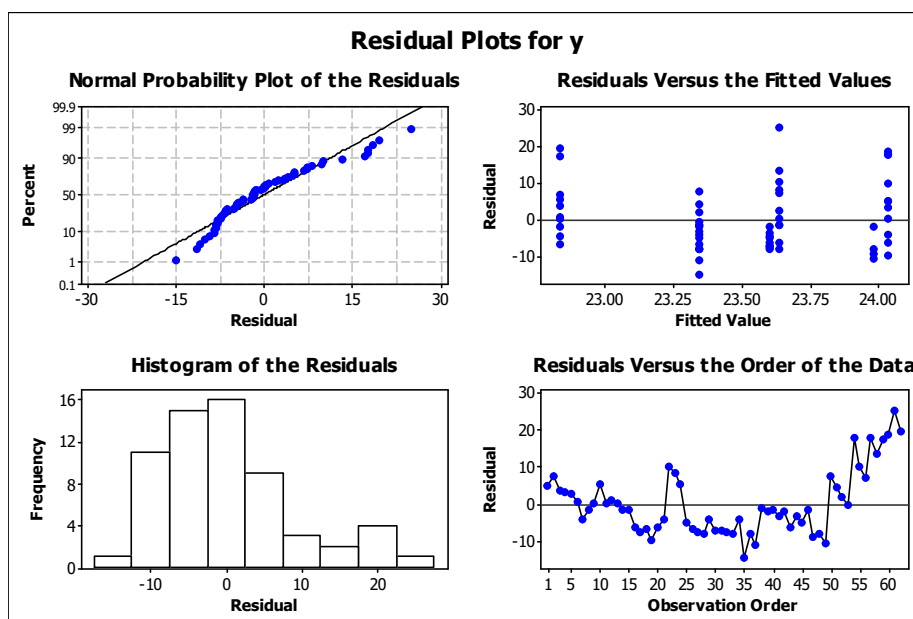 Residual Plots for y
Normal Probability Plot of the Residuals
99.9
99
90
50
10
1
0.1
Percent
-30 -15 0 15 30
Residual
Residuals Versus the Fitted Values
30
20
10
0
-10
Residual
23.00 23.25 23.50 23.75 24.00
Fitted Value
Histogram of the Residuals
16
12
8
4
0
Frequency
-10 0 10 20
Residual
Residuals Versus the Order of the Data
30
20
10
0
-10
Residual
1 5 10 15 20 25 30 35 40 45 50 55 60
Observation Order